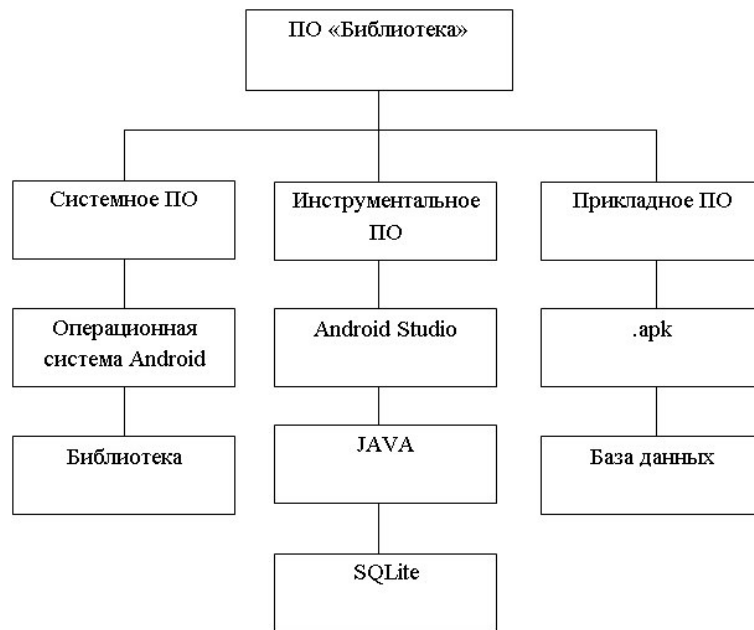 ПО «Библиотека»
Системное ПО
Инструментальное
ПО
Прикладное ПО
Операционная
система Android
Android Studio
.apk
Библиотека
JAVA
База данных
SQLite